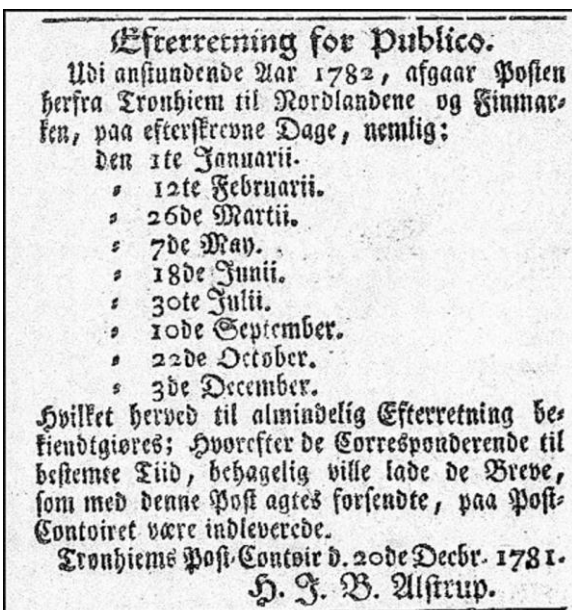 Efterretning for Publico.
Udi anstundende Aar 1782, afgaar Posten
herfra Tronhiem til Nordlandene og Finmar-
ken, paa efterskrevne Dage, nemlig:
den 1te Januarii.
„ 12te Februarii.
„ 26de Martii.
„ 7de May.
„ 18de Junii.
„ 30te Julii.
„ 10de September.
„ 22de October.
„ 3de December.
Hvilket herved til almindelig Efterretning be-
kiendtgiøres; Hvorefter de Corresponderende til
bestemte Tiid, behagelig ville lade de Breve,
som med denne Post agtes forsendte, paa Post-
Contoiret være indleverede.
Tronhiems Post-Contoir d. 20de Decbr. 1781.
H. J. B. Alstrup.